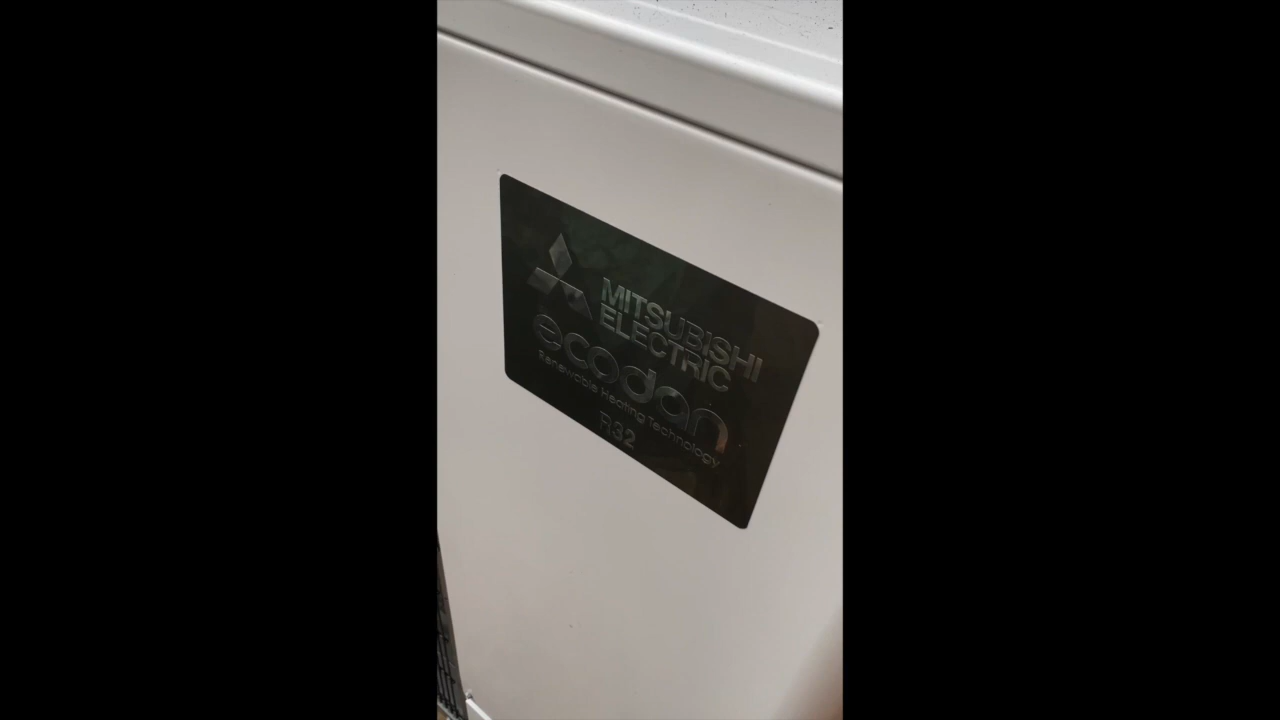 MITSUBISHI
ELECTRIC
ecodan
Renewable Heating Technology
R32